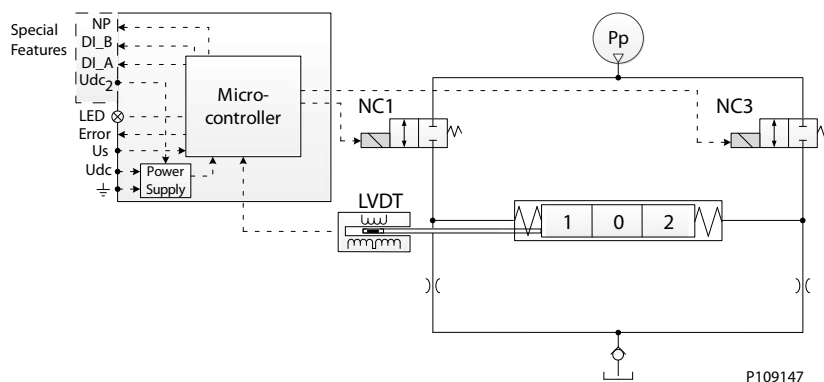 Special
Features
NP
DI_B
DI_A
Udc2
LED
Error
Us
Udc
Micro-
controller
Power
Supply
Pp
NC1
NC3
LVDT
1 0 2
P109147